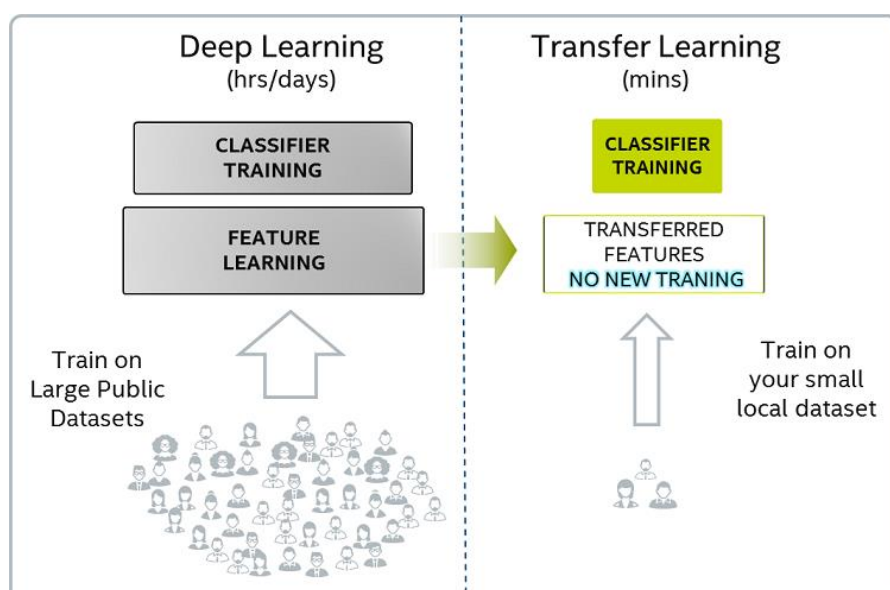 Deep Learning
(hrs/days)
CLASSIFIER
TRAINING
FEATURE
LEARNING
Train on
Large Public
Datasets
Transfer Learning
(mins)
CLASSIFIER
TRAINING
TRANSFERRED
FEATURES
NO NEW TRANING
Train on
your small
local dataset